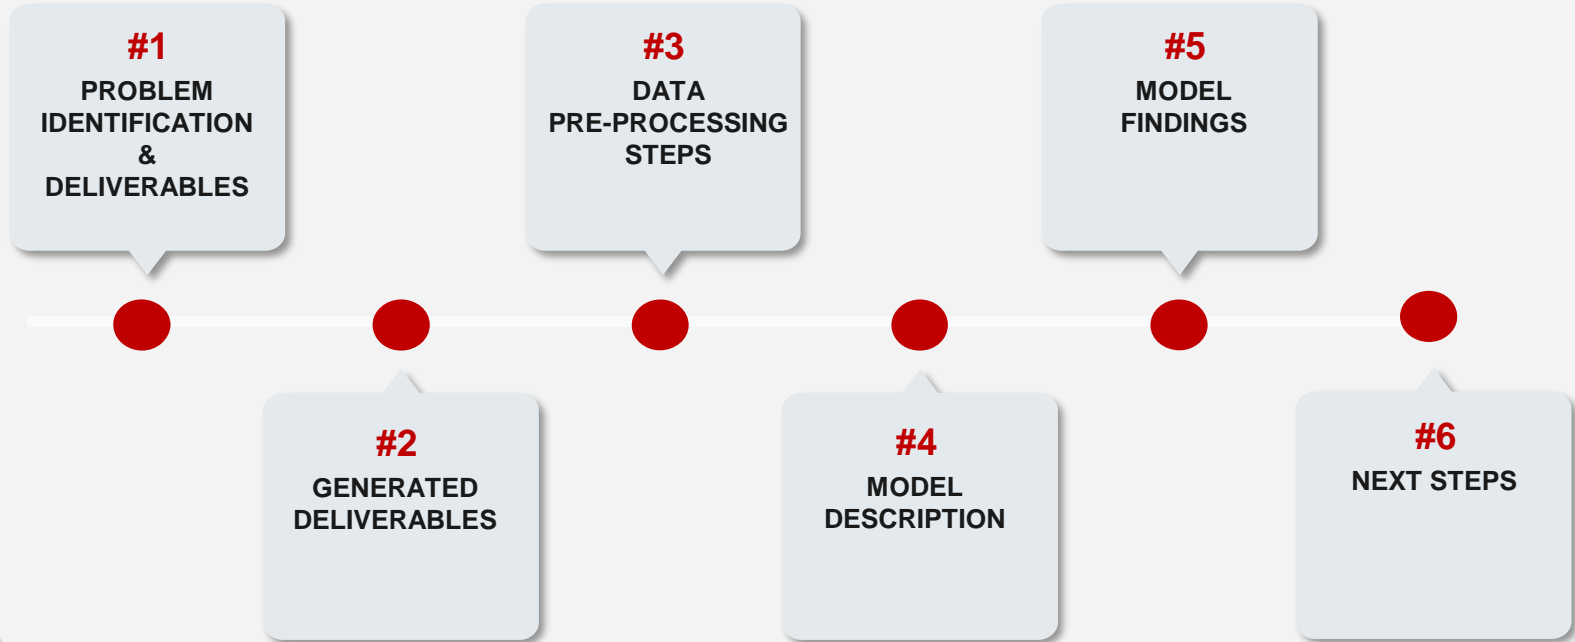 #1
PROBLEM
IDENTIFICATION
&
DELIVERABLES
#2
GENERATED
DELIVERABLES
#3
DATA
PRE-PROCESSING
STEPS
#4
MODEL
DESCRIPTION
#5
MODEL
FINDINGS
#6
NEXT STEPS